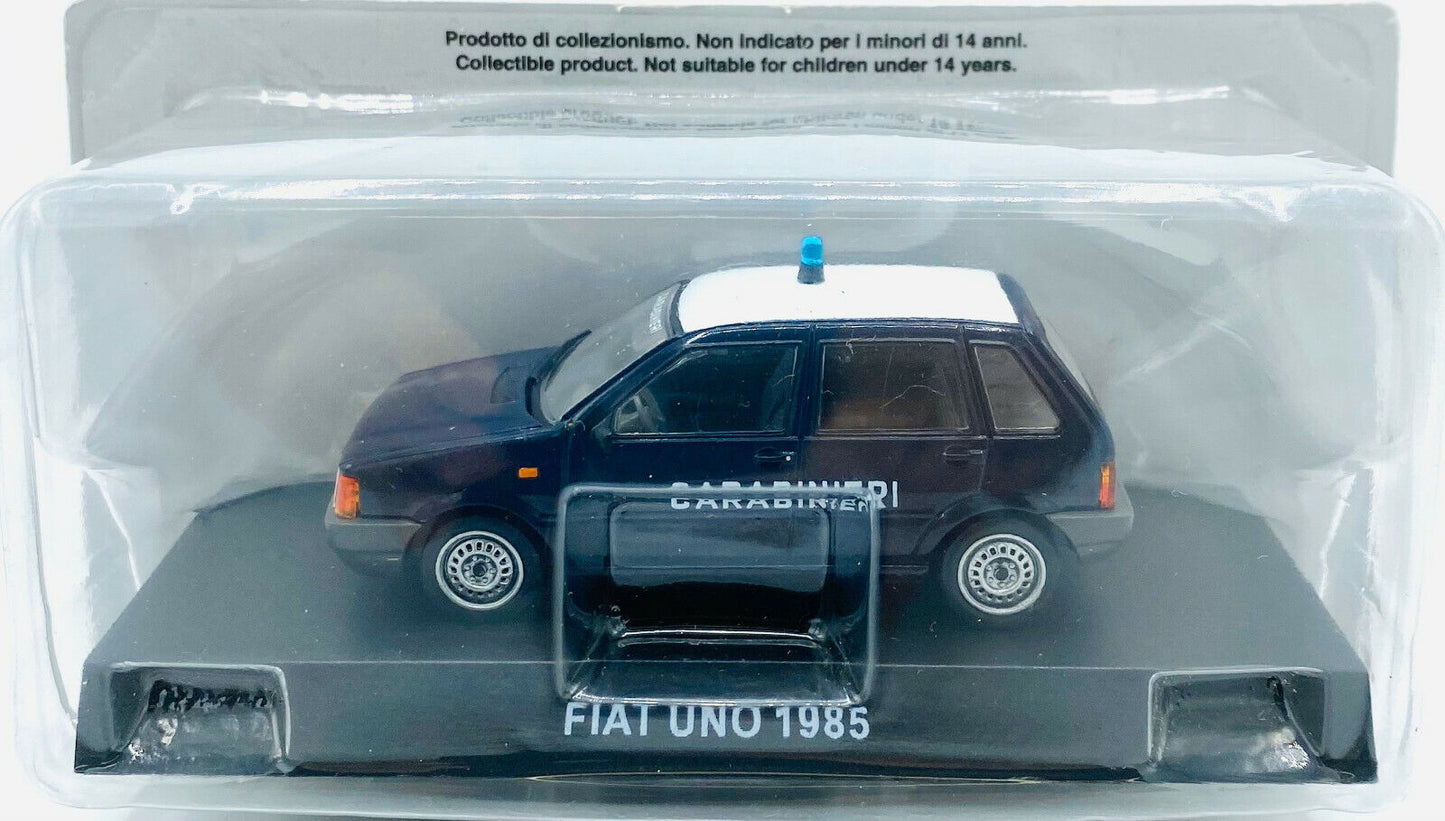 Prodotto di collezionismo. Non indicato per i minori di 14 anni.
Collectible product. Not suitable for children under 14 years.
CARABINIERI
FIAT UNO 1985